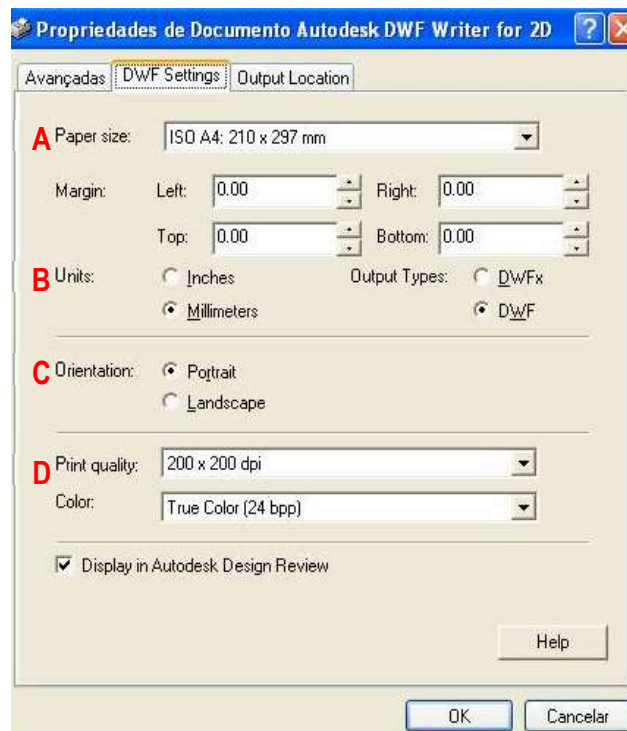 Propriedades de Documento Autodesk DWF Writer for 2D
Avançadas DWF Settings Output Location
A Paper size: ISO A4: 210 x 297 mm
Margin: Left: 0.00 Right: 0.00
Top: 0.00 Bottom: 0.00
B Units: Inches Output Types: DWFx
Millimeters DWF
C Orientation: Portrait
Landscape
D Print quality: 200 x 200 dpi
Color: True Color (24 bpp)
Display in Autodesk Design Review
Help
OK Cancelar